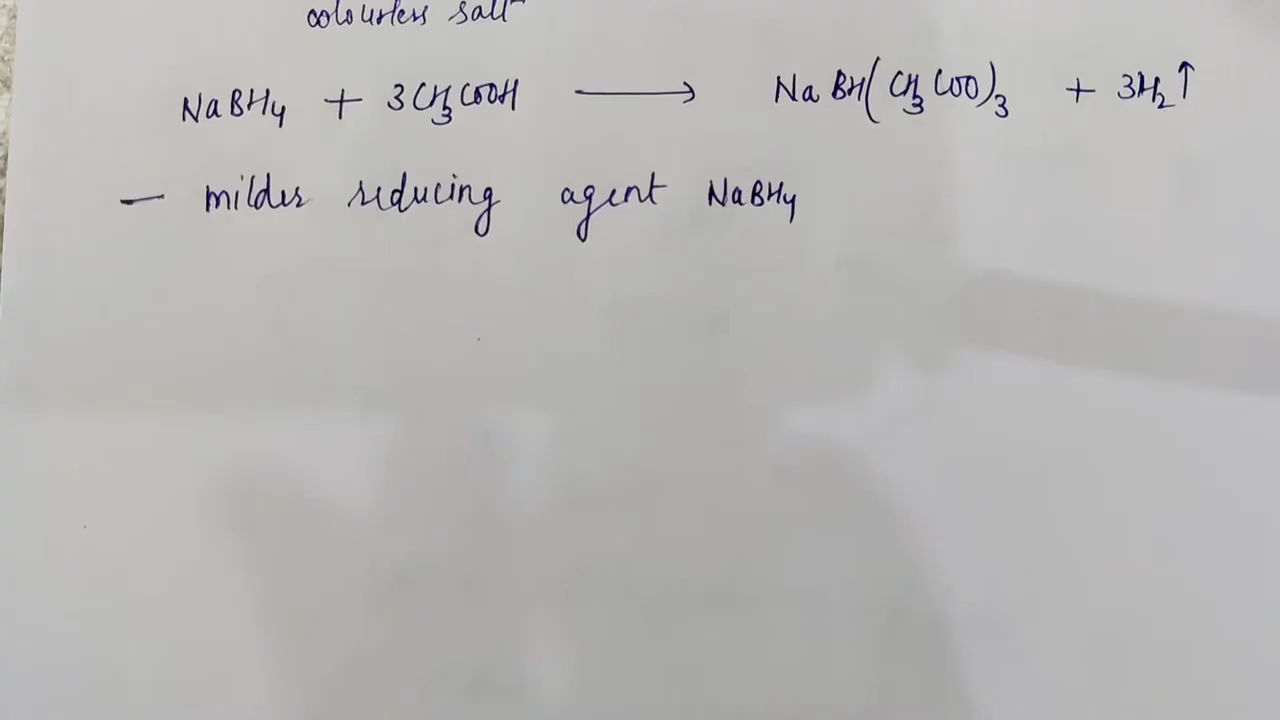 colourless salt
NaBH4 + 3CH3COOH → NaBH(CH3COO)3 + 3H2↑
— milder reducing agent NaBH4